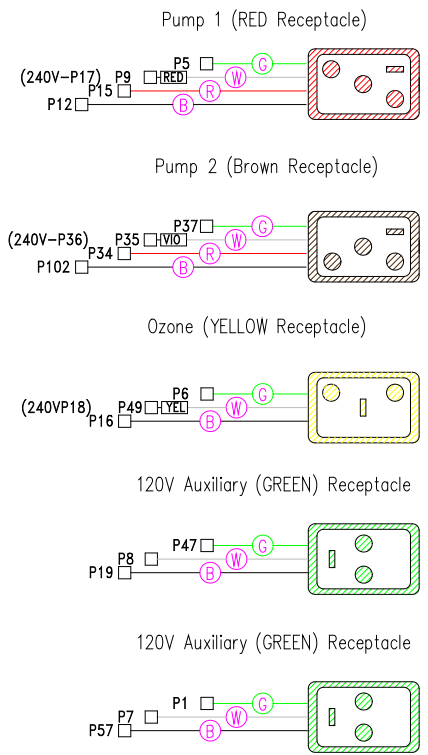 Pump 1 (RED Receptacle)
P5 G
(240V-P17) P9 RED W
P15 R
P12 B
Pump 2 (Brown Receptacle)
P37 G
(240V-P36) P35 VIO W
P34 R
P102 B
Ozone (YELLOW Receptacle)
P6 G
(240VP18) P49 YEL W
P16 B
120V Auxiliary (GREEN) Receptacle
P47 G
P8 W
P19 B
120V Auxiliary (GREEN) Receptacle
P1 G
P7 W
P57 B